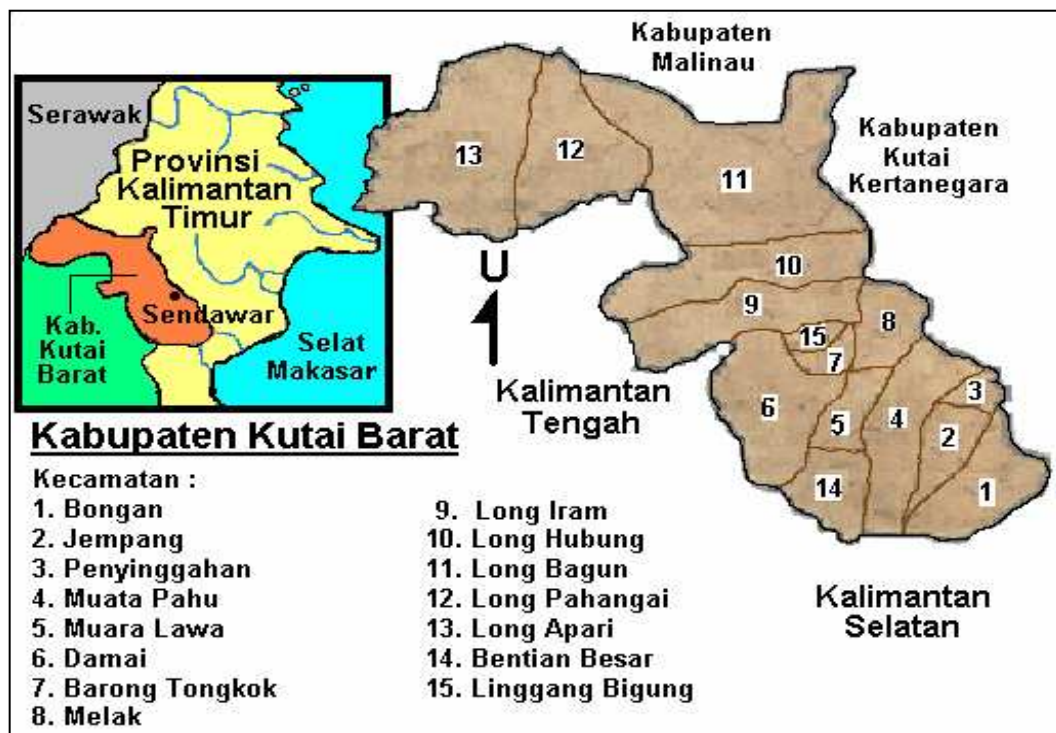 Kabupaten
Malinau
Serawak
Provinsi
Kalimantan
Timur
Kabupaten
Kutai
Kertanegara
13
12
11
U
10
9
8
15
7
6
5
4
3
2
1
14
Kab.
Kutai
Barat
Sendawar
Selat
Makasar
Kalimantan
Tengah
Kalimantan
Selatan
Kabupaten Kutai Barat
Kecamatan :
1. Bongan
2. Jempang
3. Penyinggahan
4. Muata Pahu
5. Muara Lawa
6. Damai
7. Barong Tongkok
8. Melak
9. Long Iram
10. Long Hubung
11. Long Bagun
12. Long Pahangai
13. Long Apari
14. Bentian Besar
15. Linggang Bigung